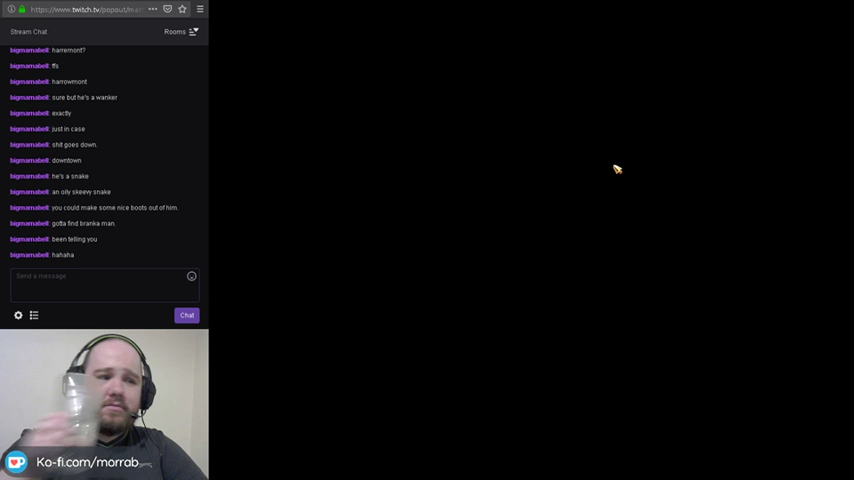 https://www.twitch.tv/popout/mor
Stream Chat
Rooms
bigmamabell: harremont?
bigmamabell: ffs
bigmamabell: harrowmont
bigmamabell: sure but he's a wanker
bigmamabell: exactly
bigmamabell: just in case
bigmamabell: shit goes down.
bigmamabell: downtown
bigmamabell: he's a snake
bigmamabell: an oily skeevy snake
bigmamabell: you could make some nice boots out of him.
bigmamabell: gotta find branka man.
bigmamabell: been telling you
bigmamabell: hahaha
Send a message
Chat
Ko-fi.com/morrab